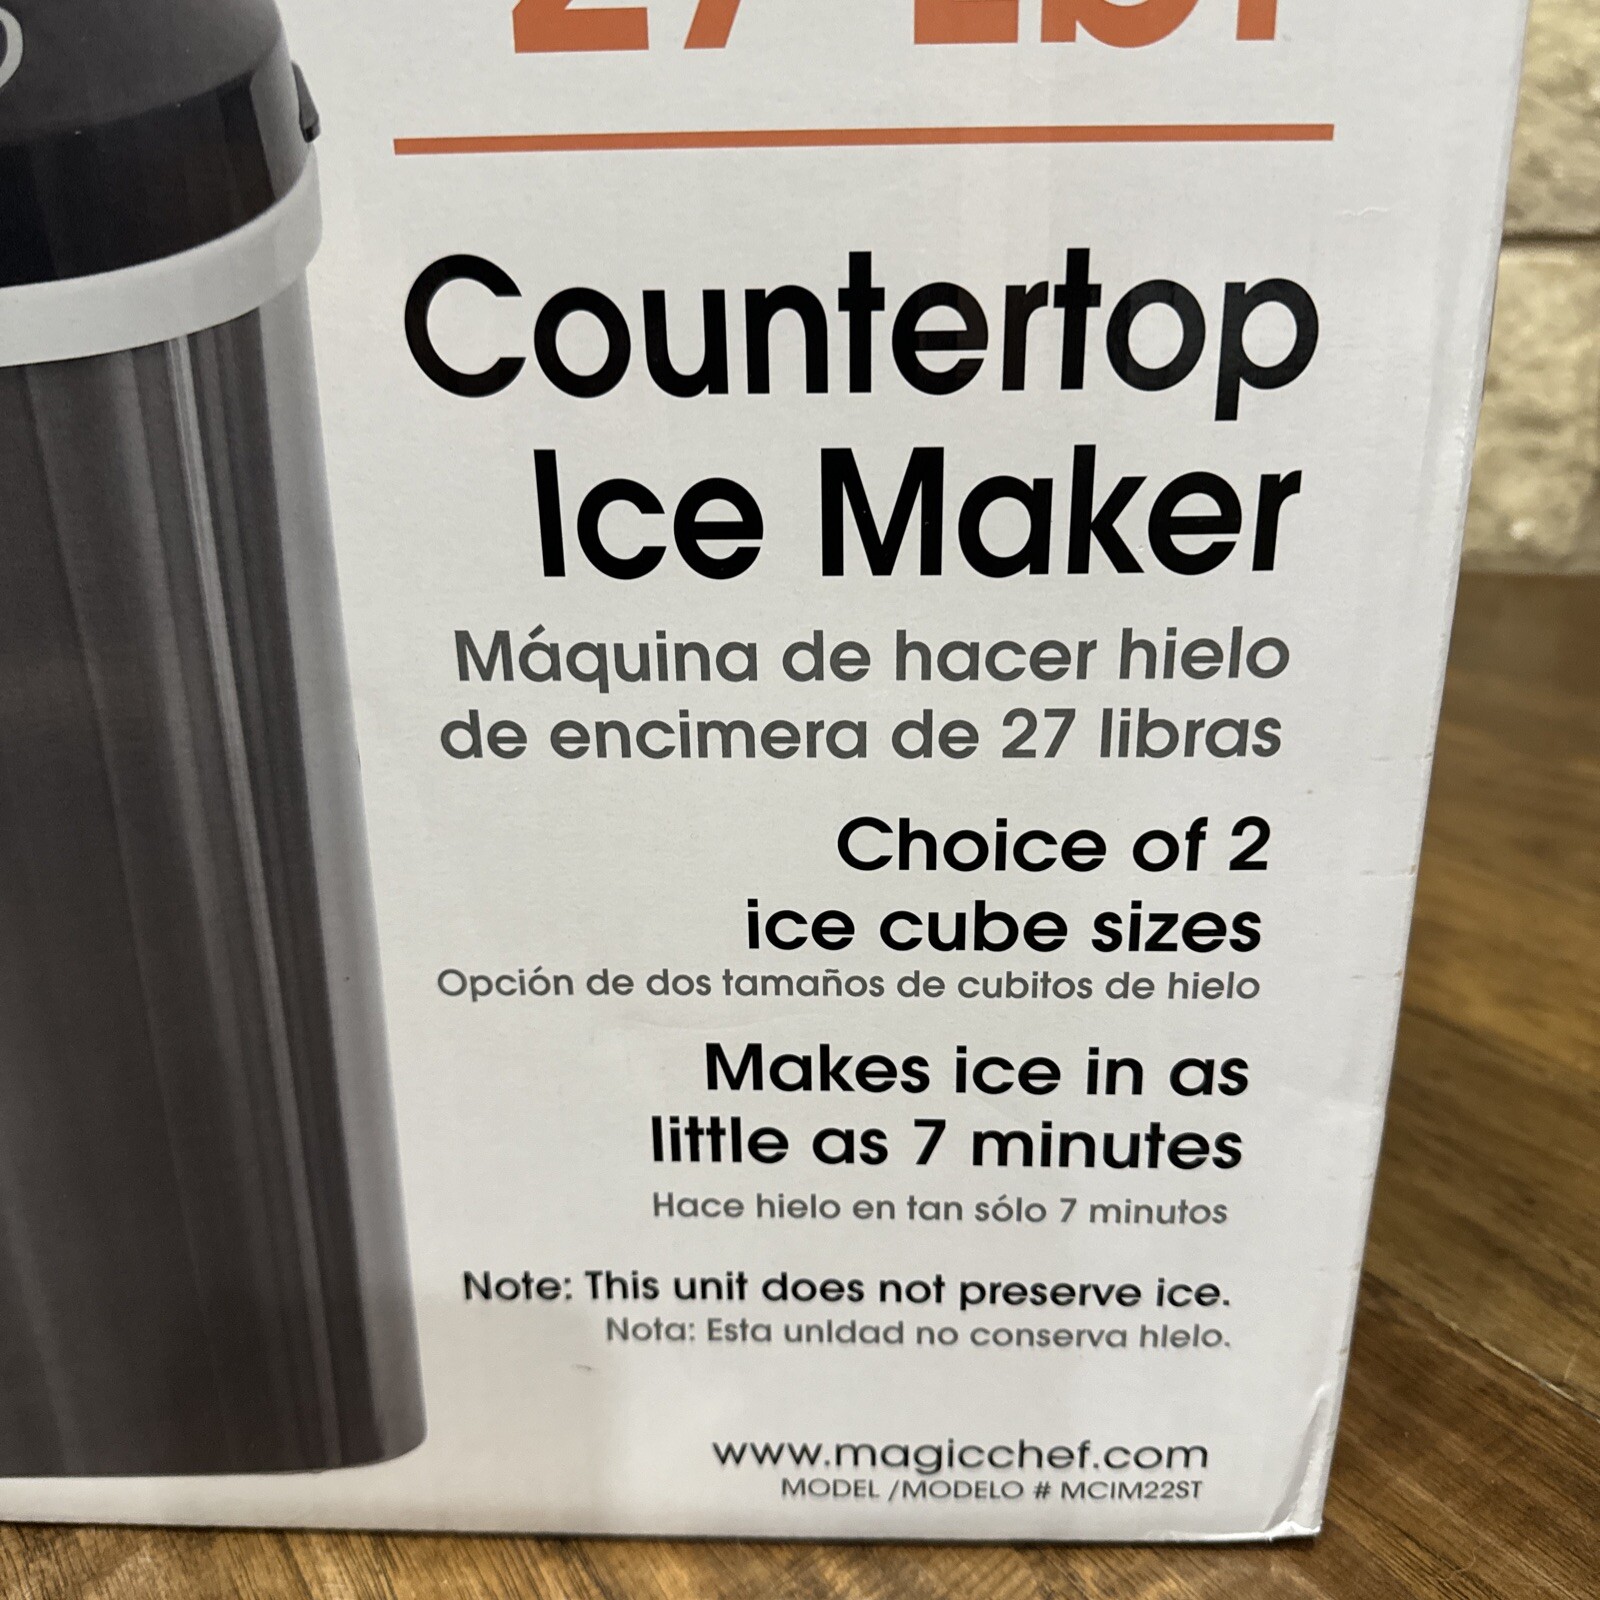 27 Lb.
Countertop
Ice Maker
Máquina de hacer hielo
de encimera de 27 libras
Choice of 2
ice cube sizes
Opción de dos tamaños de cubitos de hielo
Makes ice in as
little as 7 minutes
Hace hielo en tan sólo 7 minutos
Note: This unit does not preserve ice.
Nota: Esta unIdad no conserva hIelo.
www.magicchef.com
MODEL /MODELO # MCIM22ST